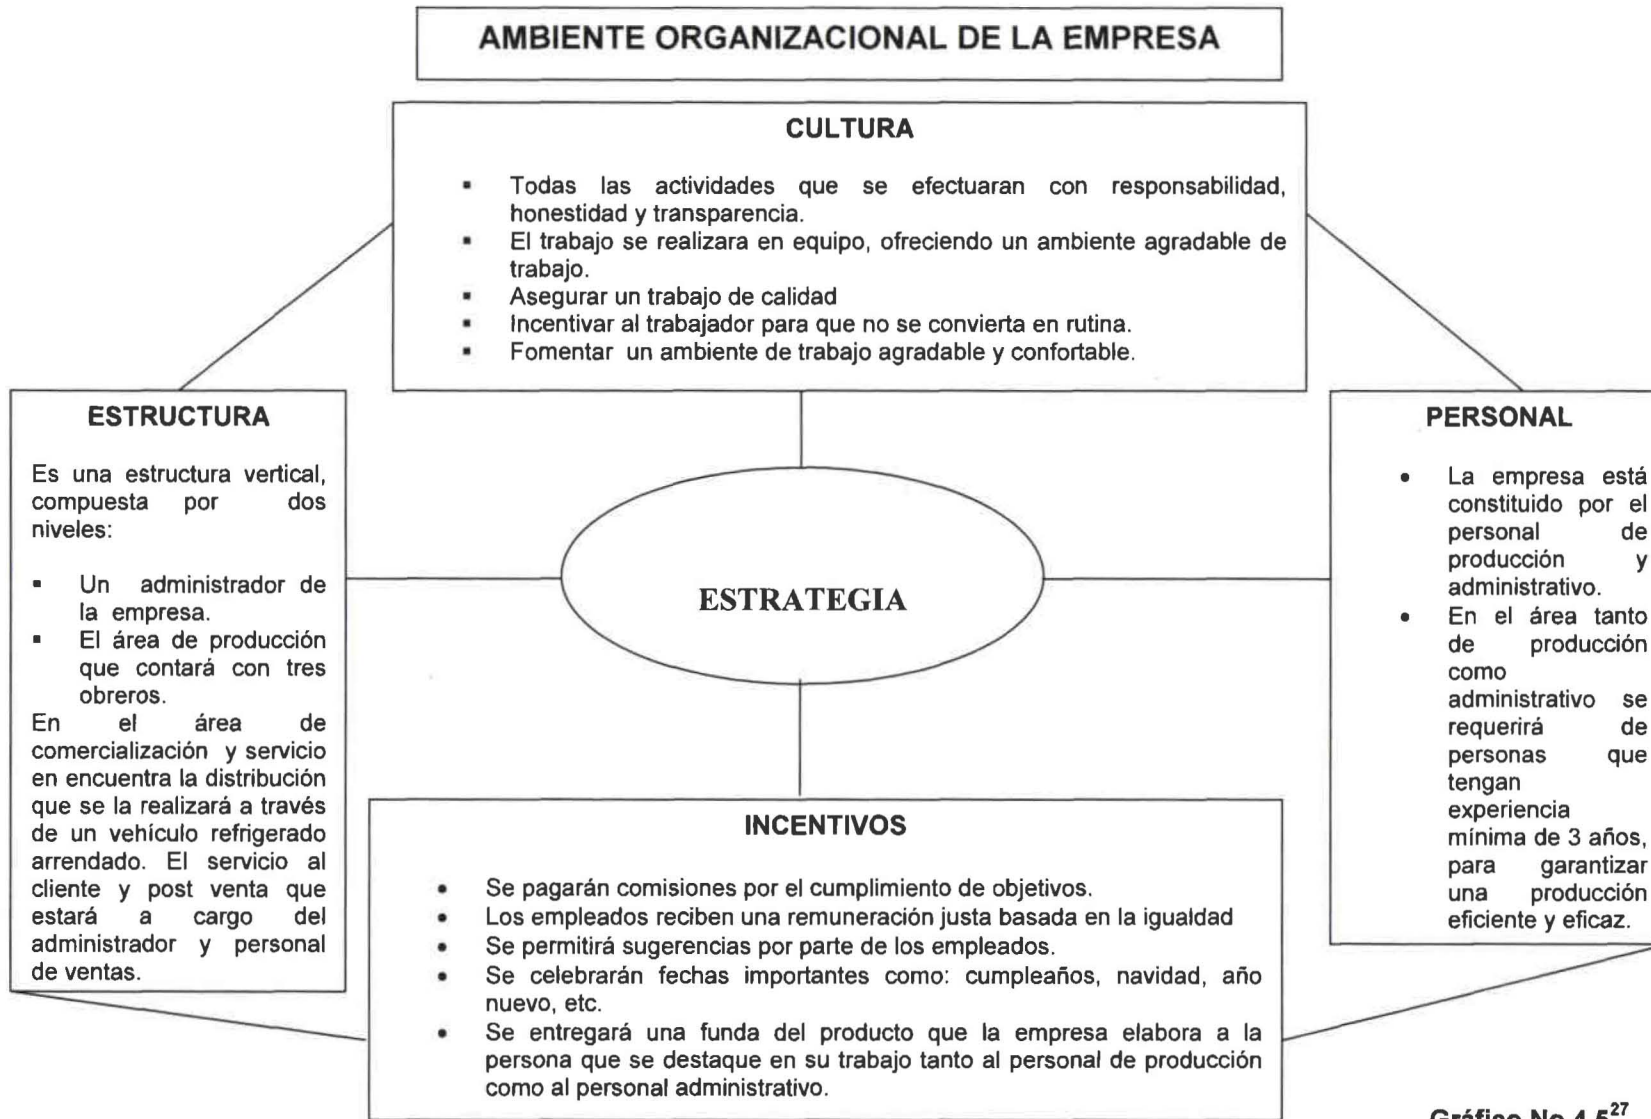 AMBIENTE ORGANIZACIONAL DE LA EMPRESA
CULTURA
▪ Todas las actividades que se efectuaran con responsabilidad,
honestidad y transparencia.
▪ El trabajo se realizara en equipo, ofreciendo un ambiente agradable de
trabajo.
▪ Asegurar un trabajo de calidad
▪ Incentivar al trabajador para que no se convierta en rutina.
▪ Fomentar un ambiente de trabajo agradable y confortable.
ESTRUCTURA
Es una estructura vertical,
compuesta por dos
niveles:
▪ Un administrador de
la empresa.
▪ El área de producción
que contará con tres
obreros.
En el área de
comercialización y servicio
en encuentra la distribución
que se la realizará a través
de un vehículo refrigerado
arrendado. El servicio al
cliente y post venta que
estará a cargo del
administrador y personal
de ventas.
ESTRATEGIA
PERSONAL
• La empresa está
constituido por el
personal de
producción y
administrativo.
• En el área tanto
de producción
como
administrativo se
requerirá de
personas que
tengan
experiencia
mínima de 3 años,
para garantizar
una producción
eficiente y eficaz.
INCENTIVOS
• Se pagarán comisiones por el cumplimiento de objetivos.
• Los empleados reciben una remuneración justa basada en la igualdad
• Se permitirá sugerencias por parte de los empleados.
• Se celebrarán fechas importantes como: cumpleaños, navidad, año
nuevo, etc.
• Se entregará una funda del producto que la empresa elabora a la
persona que se destaque en su trabajo tanto al personal de producción
como al personal administrativo.
Gráfico No 4.5²⁷